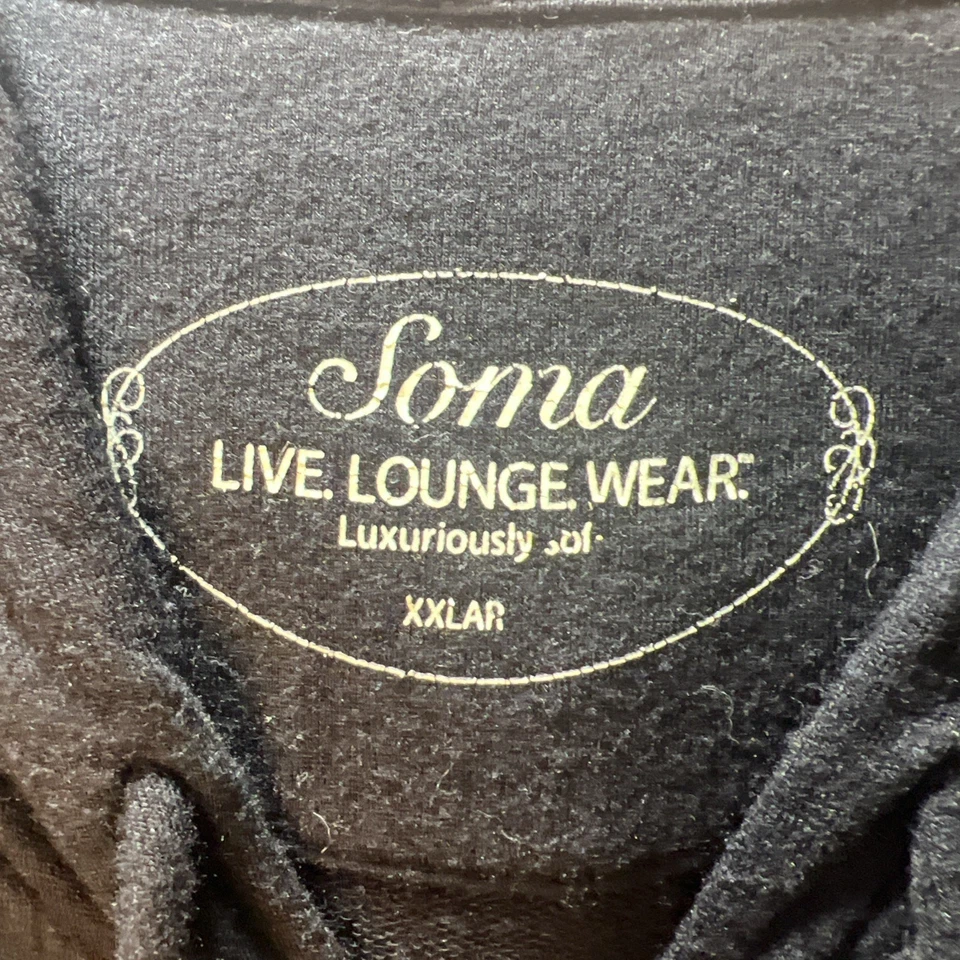 Soma
LIVE. LOUNGE. WEAR.™
Luxuriously
XXLAR